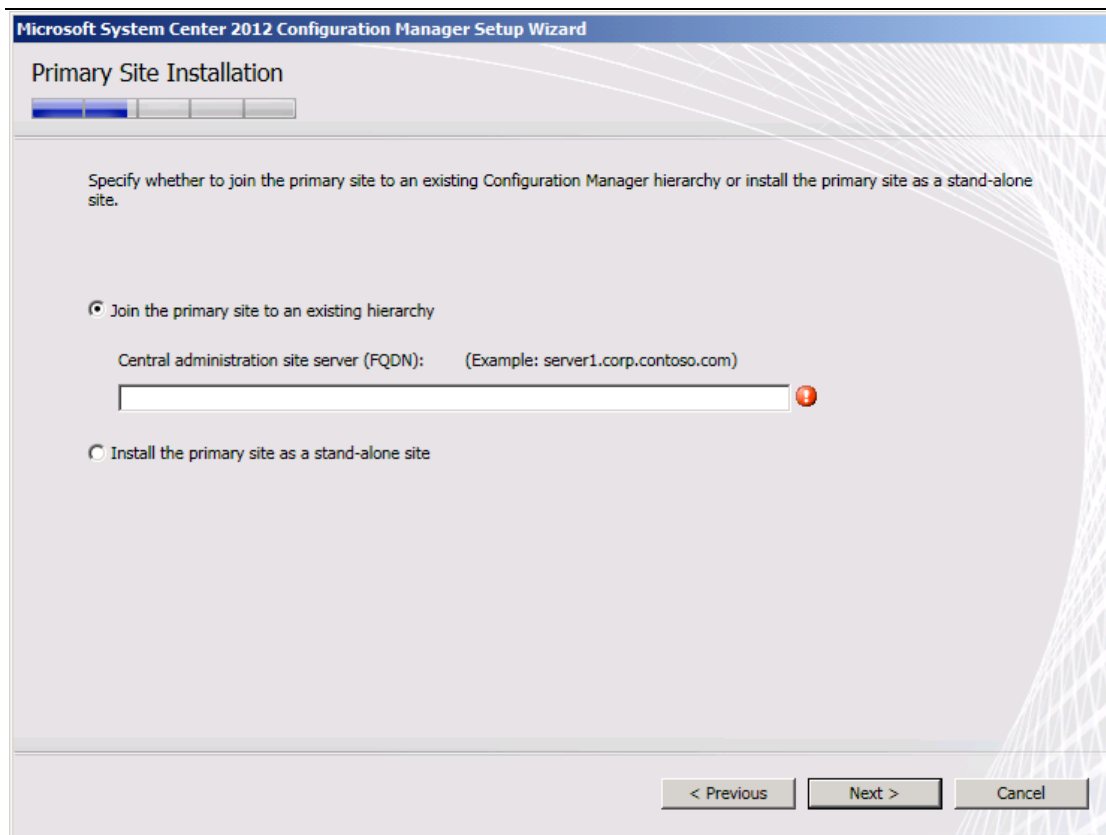 Microsoft System Center 2012 Configuration Manager Setup Wizard
Primary Site Installation
Specify whether to join the primary site to an existing Configuration Manager hierarchy or install the primary site as a stand-alone
site.
Join the primary site to an existing hierarchy
Central administration site server (FQDN): (Example: server1.corp.contoso.com)
Install the primary site as a stand-alone site
< Previous Next > Cancel